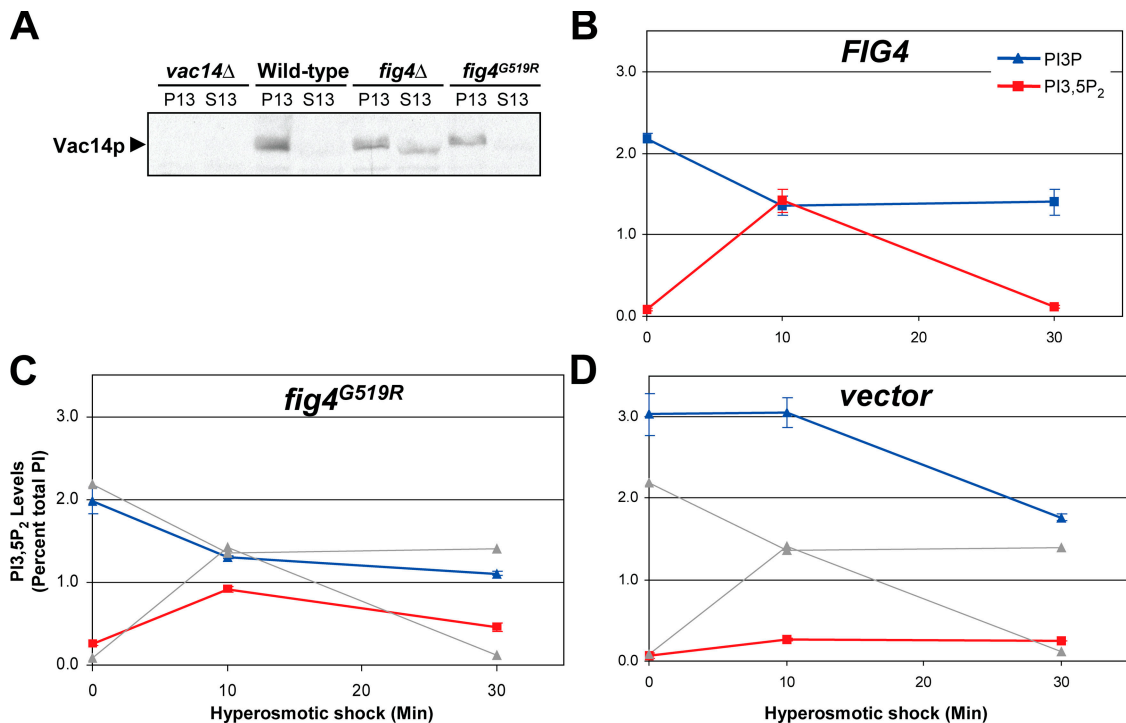 A
vac14Δ Wild-type fig4Δ fig4G519R
P13 S13 P13 S13 P13 S13 P13 S13
Vac14p
B
FIG4
PI3P
PI3,5P2
3.0
2.0
1.0
0.0
0 10 20 30
C
fig4G519R
PI3,5P2 Levels
(Percent total PI)
3.0
2.0
1.0
0.0
0 10 20 30
Hyperosmotic shock (Min)
D
vector
3.0
2.0
1.0
0.0
0 10 20 30
Hyperosmotic shock (Min)